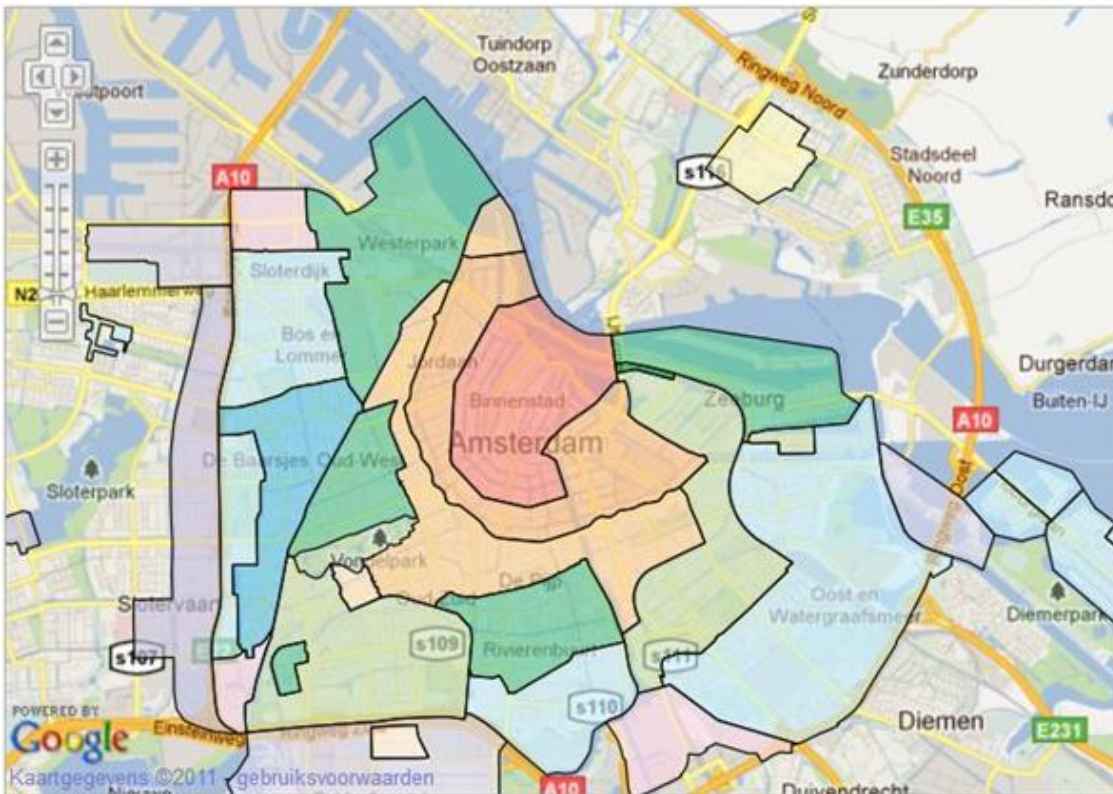 Tuindorp
Oostzaan
Ringweg Noord
Zunderdorp
A10
s116
Stadsdeel
Noord
Ransdo
E35
Westerpark
Sloterdijk
N2
Haarlemmerweg
Bos en
Lommer
Jordaan
Durgerdam
Binnenstad
Zeeburg
Buiten-IJ
A10
Amsterdam
De Baarsjes
Oud-West
Sloterpark
Vondelpark
De Pijp
Oud-Zuid
Oost en
Watergraafsmeer
Diemerpark
Slotervaart
s107
s109
Rivierenbuurt
s111
s110
POWERED BY
Google
Einsteinweg
Ringweg Zuid
Diemen
E231
Kaartgegevens ©2011 - gebruiksvoorwaarden
A10
Duivendrecht